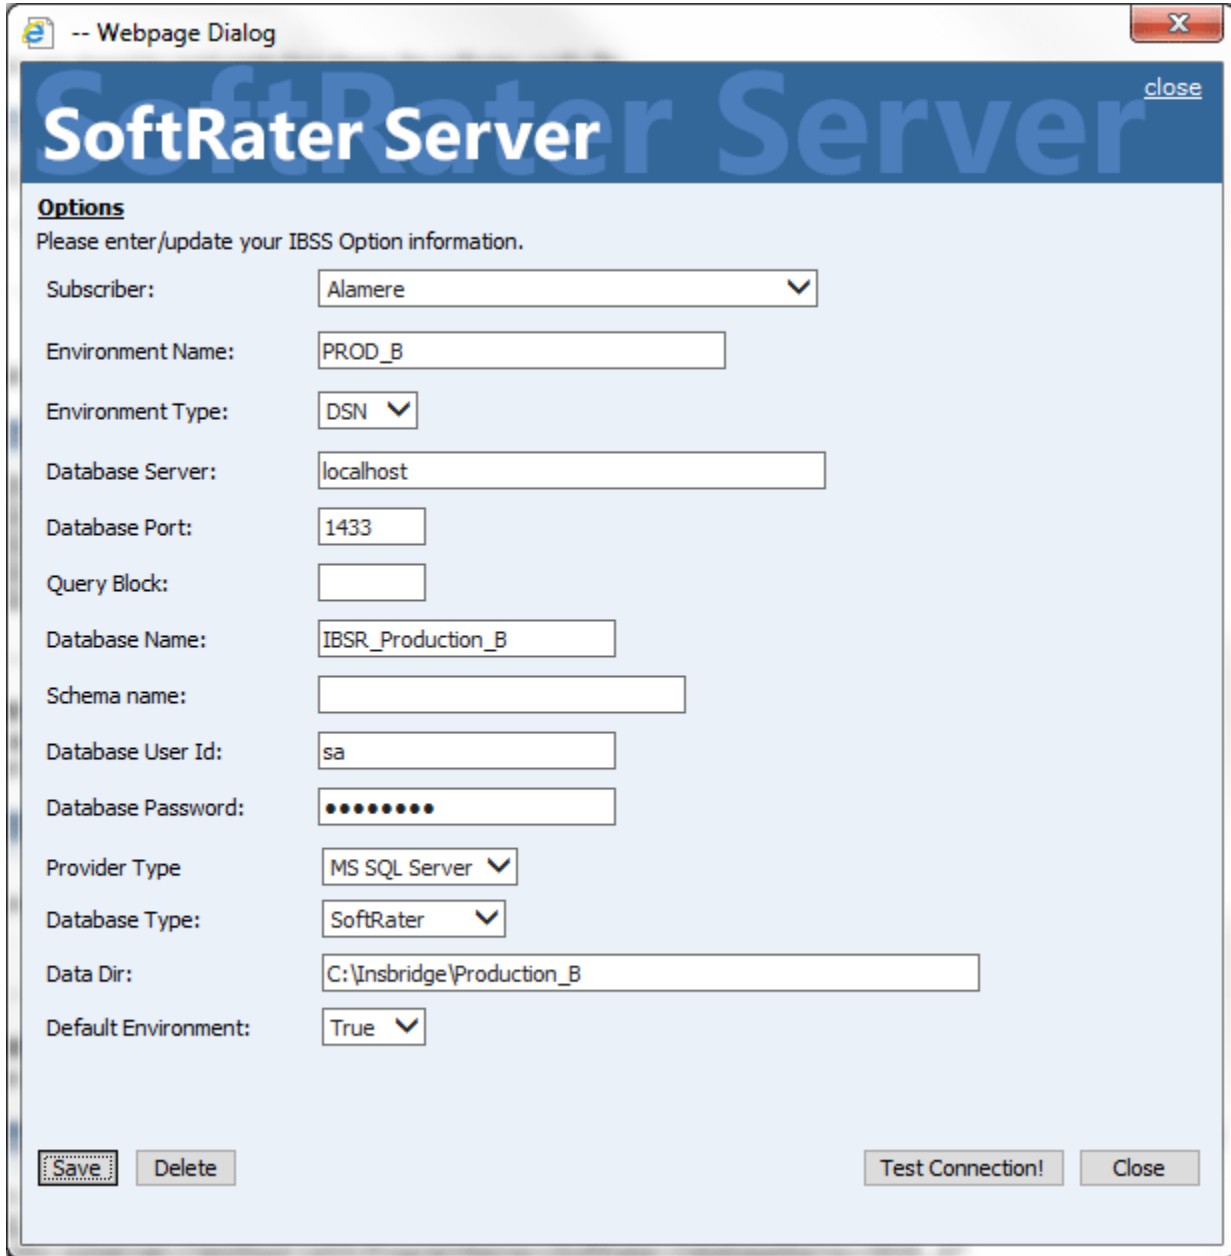 -- Webpage Dialog
x
close
SoftRater Server
SoftRater Server
Options
Please enter/update your IBSS Option information.
Subscriber: Alamere
Environment Name: PROD_B
Environment Type: DSN
Database Server: localhost
Database Port: 1433
Query Block:
Database Name: IBSR_Production_B
Schema name:
Database User Id: sa
Database Password: ••••••••
Provider Type MS SQL Server
Database Type: SoftRater
Data Dir: C:\Insbridge\Production_B
Default Environment: True
Save Delete Test Connection! Close